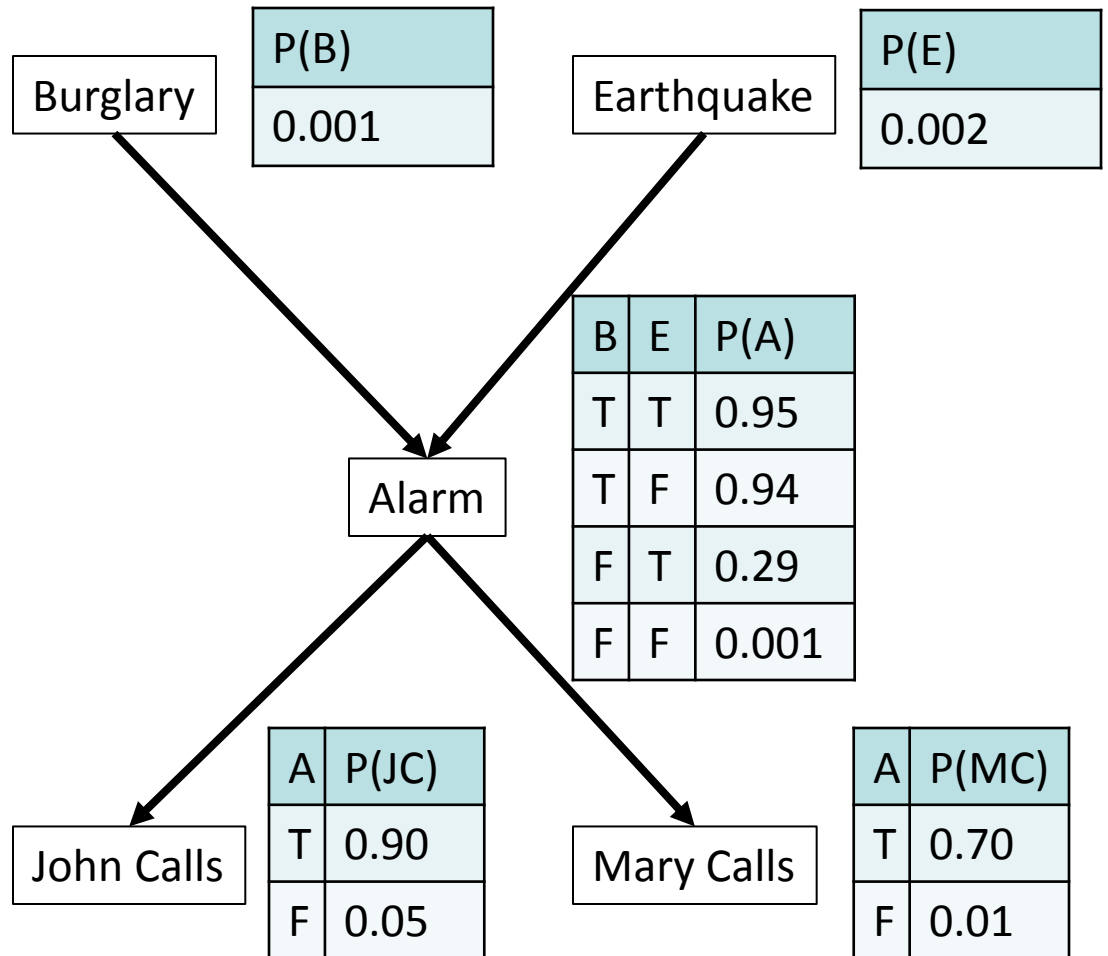 Burglary
P(B)
0.001
Earthquake
P(E)
0.002
B E P(A)
T T 0.95
T F 0.94
F T 0.29
F F 0.001
Alarm
John Calls
A P(JC)
T 0.90
F 0.05
Mary Calls
A P(MC)
T 0.70
F 0.01